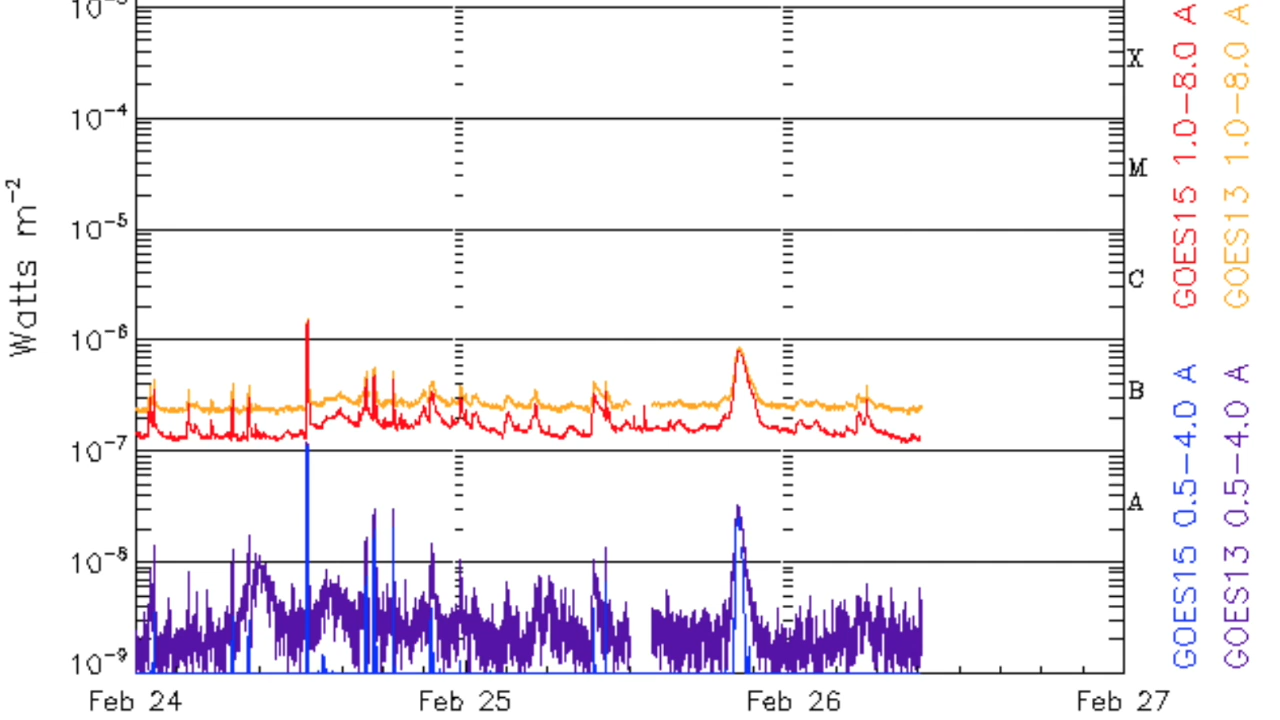 10⁻³
X
10⁻⁴
M
10⁻⁵
C
10⁻⁶
B
10⁻⁷
A
10⁻⁸
10⁻⁹
Watts m⁻²
Feb 24 Feb 25 Feb 26 Feb 27
GOES15 1.0-8.0 A
GOES13 1.0-8.0 A
GOES15 0.5-4.0 A
GOES13 0.5-4.0 A